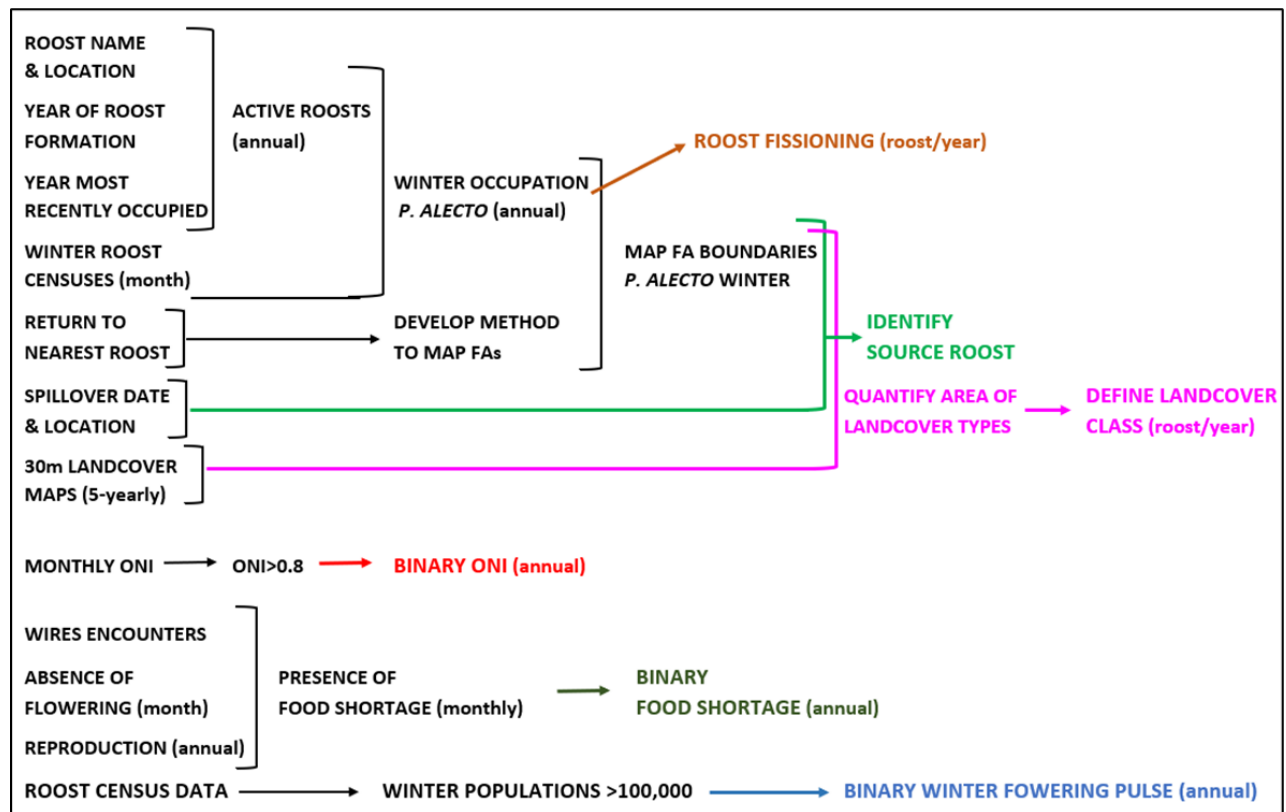 ROOST NAME
& LOCATION
YEAR OF ROOST
FORMATION
YEAR MOST
RECENTLY OCCUPIED
WINTER ROOST
CENSUSES (month)
RETURN TO
NEAREST ROOST
SPILLOVER DATE
& LOCATION
30m LANDCOVER
MAPS (5-yearly)
ACTIVE ROOSTS
(annual)
WINTER OCCUPATION
P. ALECTO (annual)
DEVELOP METHOD
TO MAP FAs
ROOST FISSIONING (roost/year)
MAP FA BOUNDARIES
P. ALECTO WINTER
IDENTIFY
SOURCE ROOST
QUANTIFY AREA OF
LANDCOVER TYPES
DEFINE LANDCOVER
CLASS (roost/year)
MONTHLY ONI
ONI>0.8
BINARY ONI (annual)
WIRES ENCOUNTERS
ABSENCE OF
FLOWERING (month)
REPRODUCTION (annual)
PRESENCE OF
FOOD SHORTAGE (monthly)
BINARY
FOOD SHORTAGE (annual)
ROOST CENSUS DATA
WINTER POPULATIONS >100,000
BINARY WINTER FOWERING PULSE (annual)